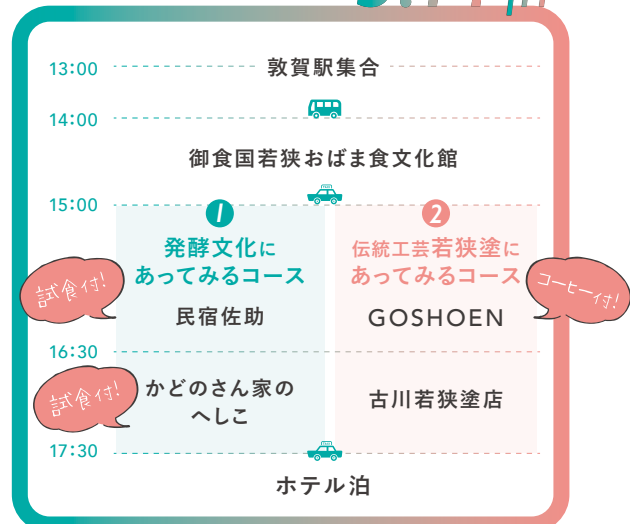 13:00 敦賀駅集合
14:00
御食国若狭おばま食文化館
15:00
1
発酵文化に
あってみるコース
試食付!
民宿佐助
2
伝統工芸若狭塗に
あってみるコース
コーヒー付!
GOSHOEN
16:30
試食付!
かどのさん家の
へしこ
古川若狭塗店
17:30
ホテル泊